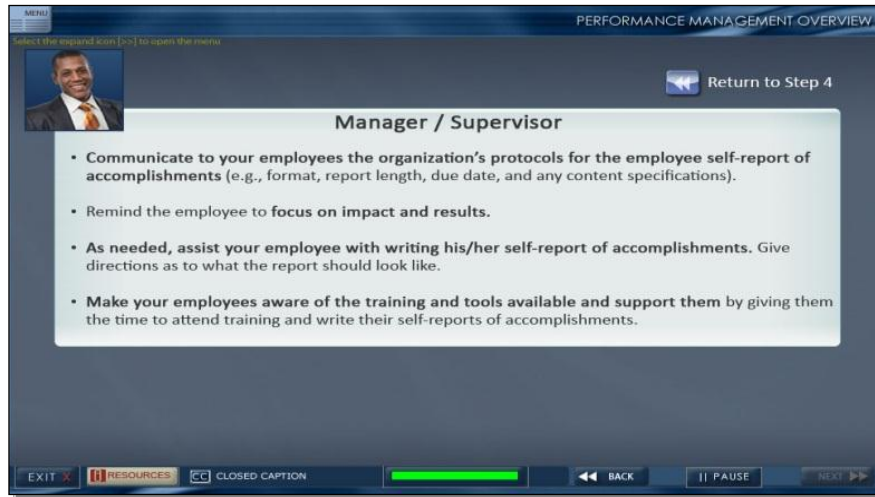 MENU
PERFORMANCE MANAGEMENT OVERVIEW
Select the expand icon [>>] to open the menu
Return to Step 4
Manager / Supervisor
• Communicate to your employees the organization's protocols for the employee self-report of
accomplishments (e.g., format, report length, due date, and any content specifications).
• Remind the employee to focus on impact and results.
• As needed, assist your employee with writing his/her self-report of accomplishments. Give
directions as to what the report should look like.
• Make your employees aware of the training and tools available and support them by giving them
the time to attend training and write their self-reports of accomplishments.
EXIT X RESOURCES CC CLOSED CAPTION BACK || PAUSE NEXT